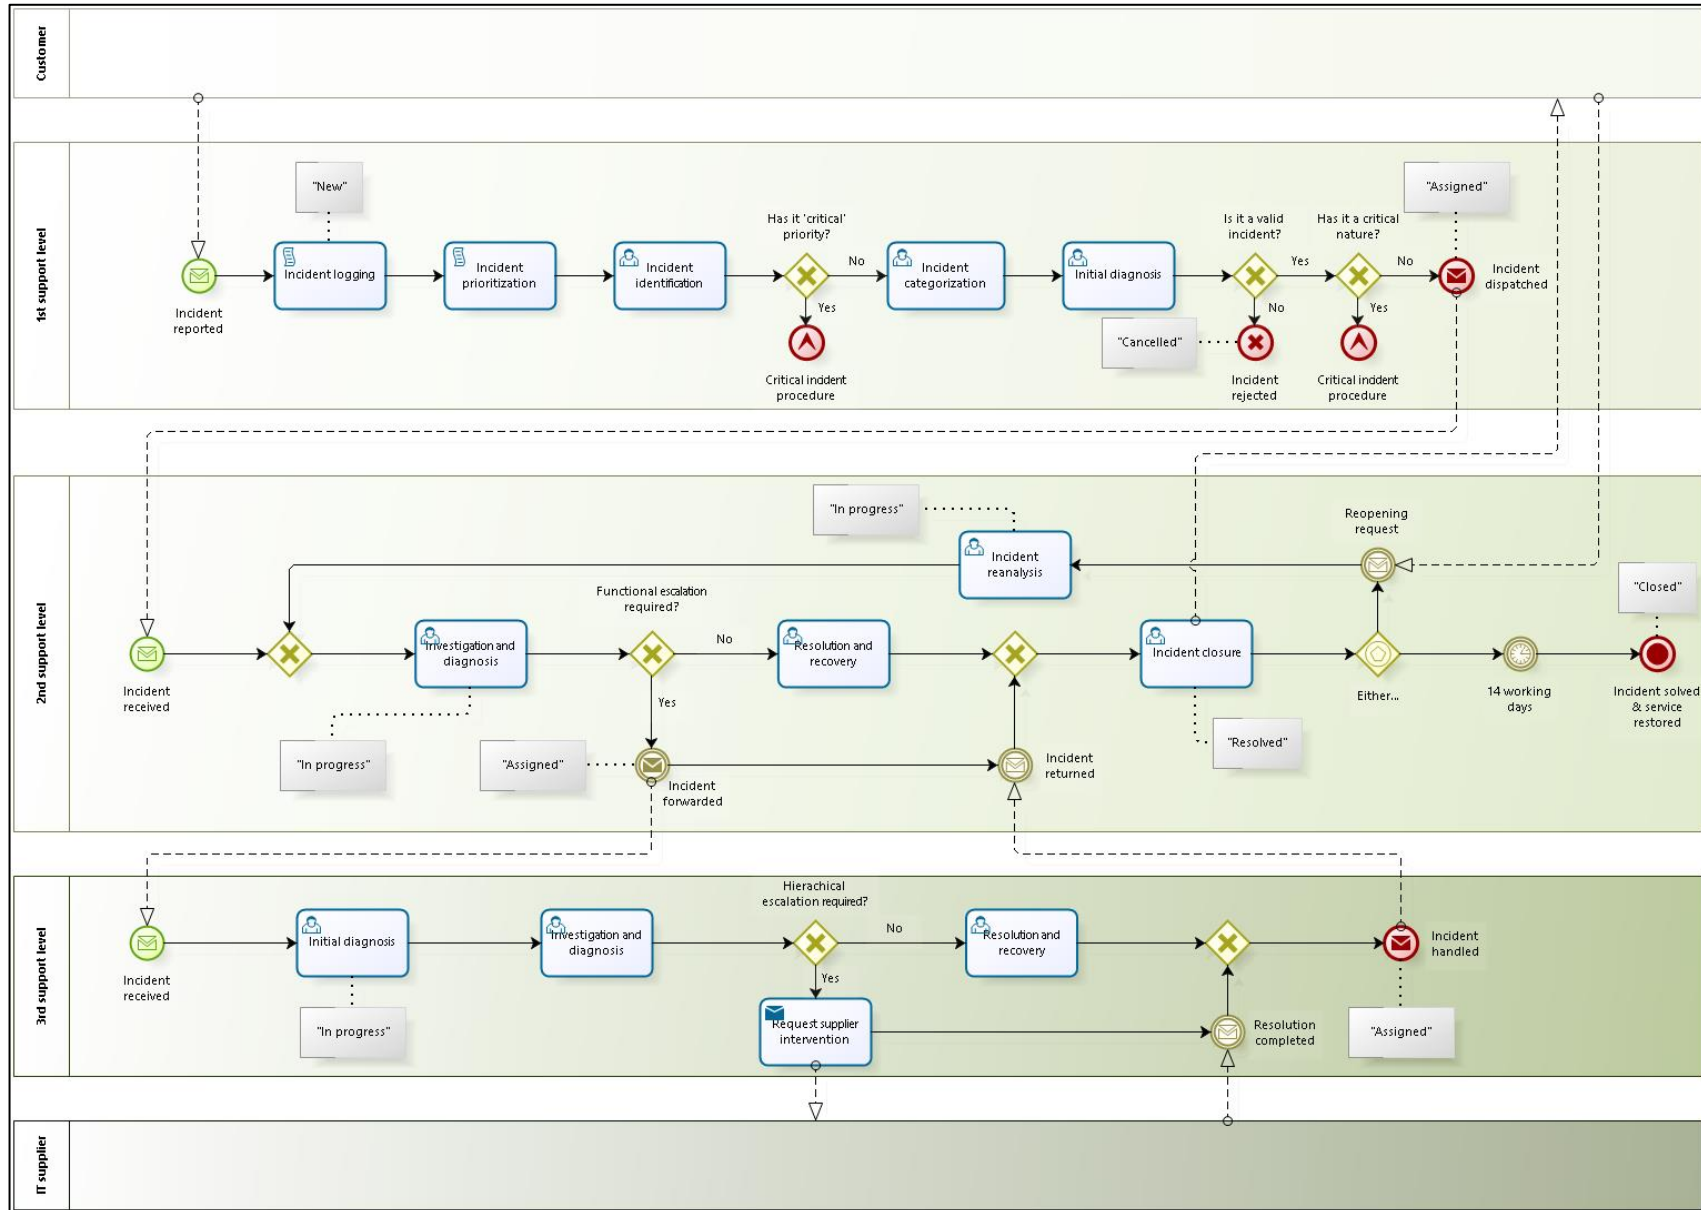 Customer
1st support level
"New"
"Assigned"
Has it 'critical'
priority?
Is it a valid
incident?
Has it a critical
nature?
Incident logging
Incident
prioritization
Incident
identification
No
Incident
categorization
Initial diagnosis
Yes
No
Incident
dispatched
Incident
reported
Yes
No
Yes
"Cancelled"
Critical incident
procedure
Incident
rejected
Critical incident
procedure
2nd support level
"In progress"
Reopening
request
Incident
reanalysis
"Closed"
Functional escalation
required?
Investigation and
diagnosis
No
Resolution and
recovery
Incident closure
Incident
received
Yes
Either...
14 working
days
Incident solved
& service
restored
"In progress"
"Assigned"
Incident
forwarded
Incident
returned
"Resolved"
3rd support level
Hierachical
escalation required?
Initial diagnosis
Investigation and
diagnosis
No
Resolution and
recovery
Incident
handled
Incident
received
Yes
"In progress"
Request supplier
intervention
Resolution
completed
"Assigned"
IT supplier